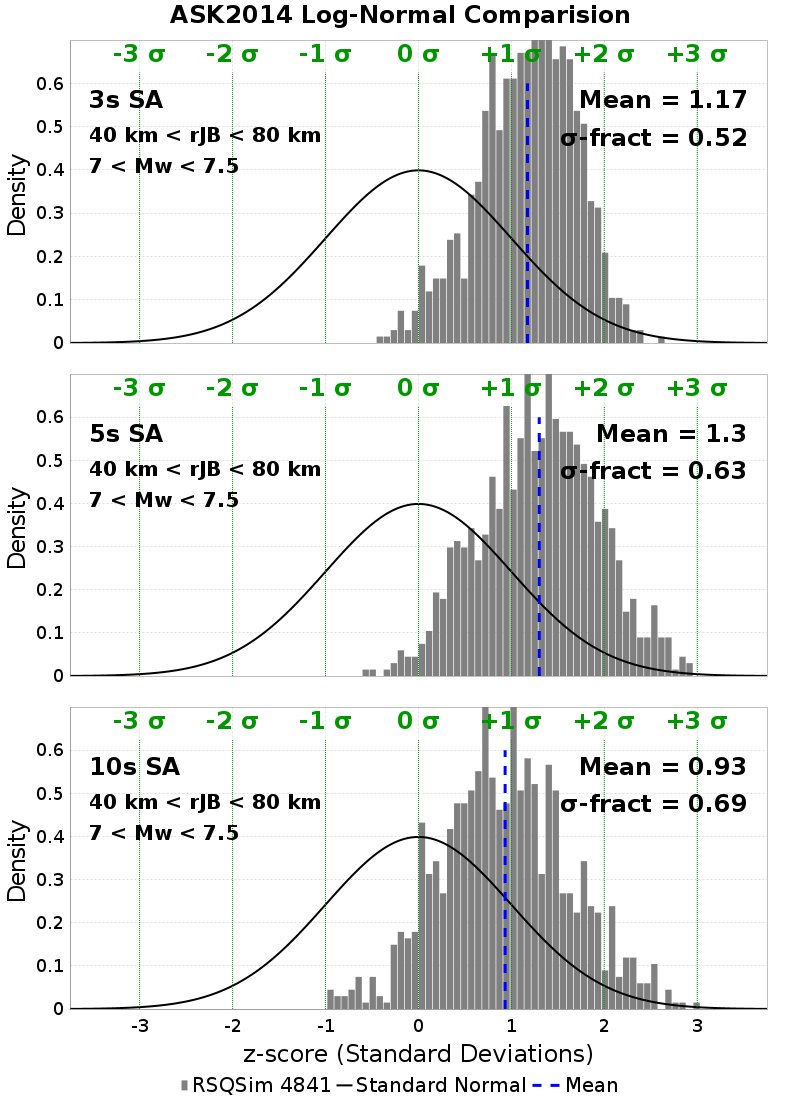 ASK2014 Log-Normal Comparision
-3 σ -2 σ -1 σ 0 σ +1 σ +2 σ +3 σ
3s SA
Mean = 1.17
40 km < rJB < 80 km
σ-fract = 0.52
7 < Mw < 7.5
0.6
0.5
0.4
0.3
0.2
0.1
0
Density
-3 σ -2 σ -1 σ 0 σ +1 σ +2 σ +3 σ
5s SA
Mean = 1.3
40 km < rJB < 80 km
σ-fract = 0.63
7 < Mw < 7.5
0.6
0.5
0.4
0.3
0.2
0.1
0
Density
-3 σ -2 σ -1 σ 0 σ +1 σ +2 σ +3 σ
10s SA
Mean = 0.93
40 km < rJB < 80 km
σ-fract = 0.69
7 < Mw < 7.5
0.6
0.5
0.4
0.3
0.2
0.1
0
Density
-3 -2 -1 0 1 2 3
z-score (Standard Deviations)
RSQSim 4841 Standard Normal Mean